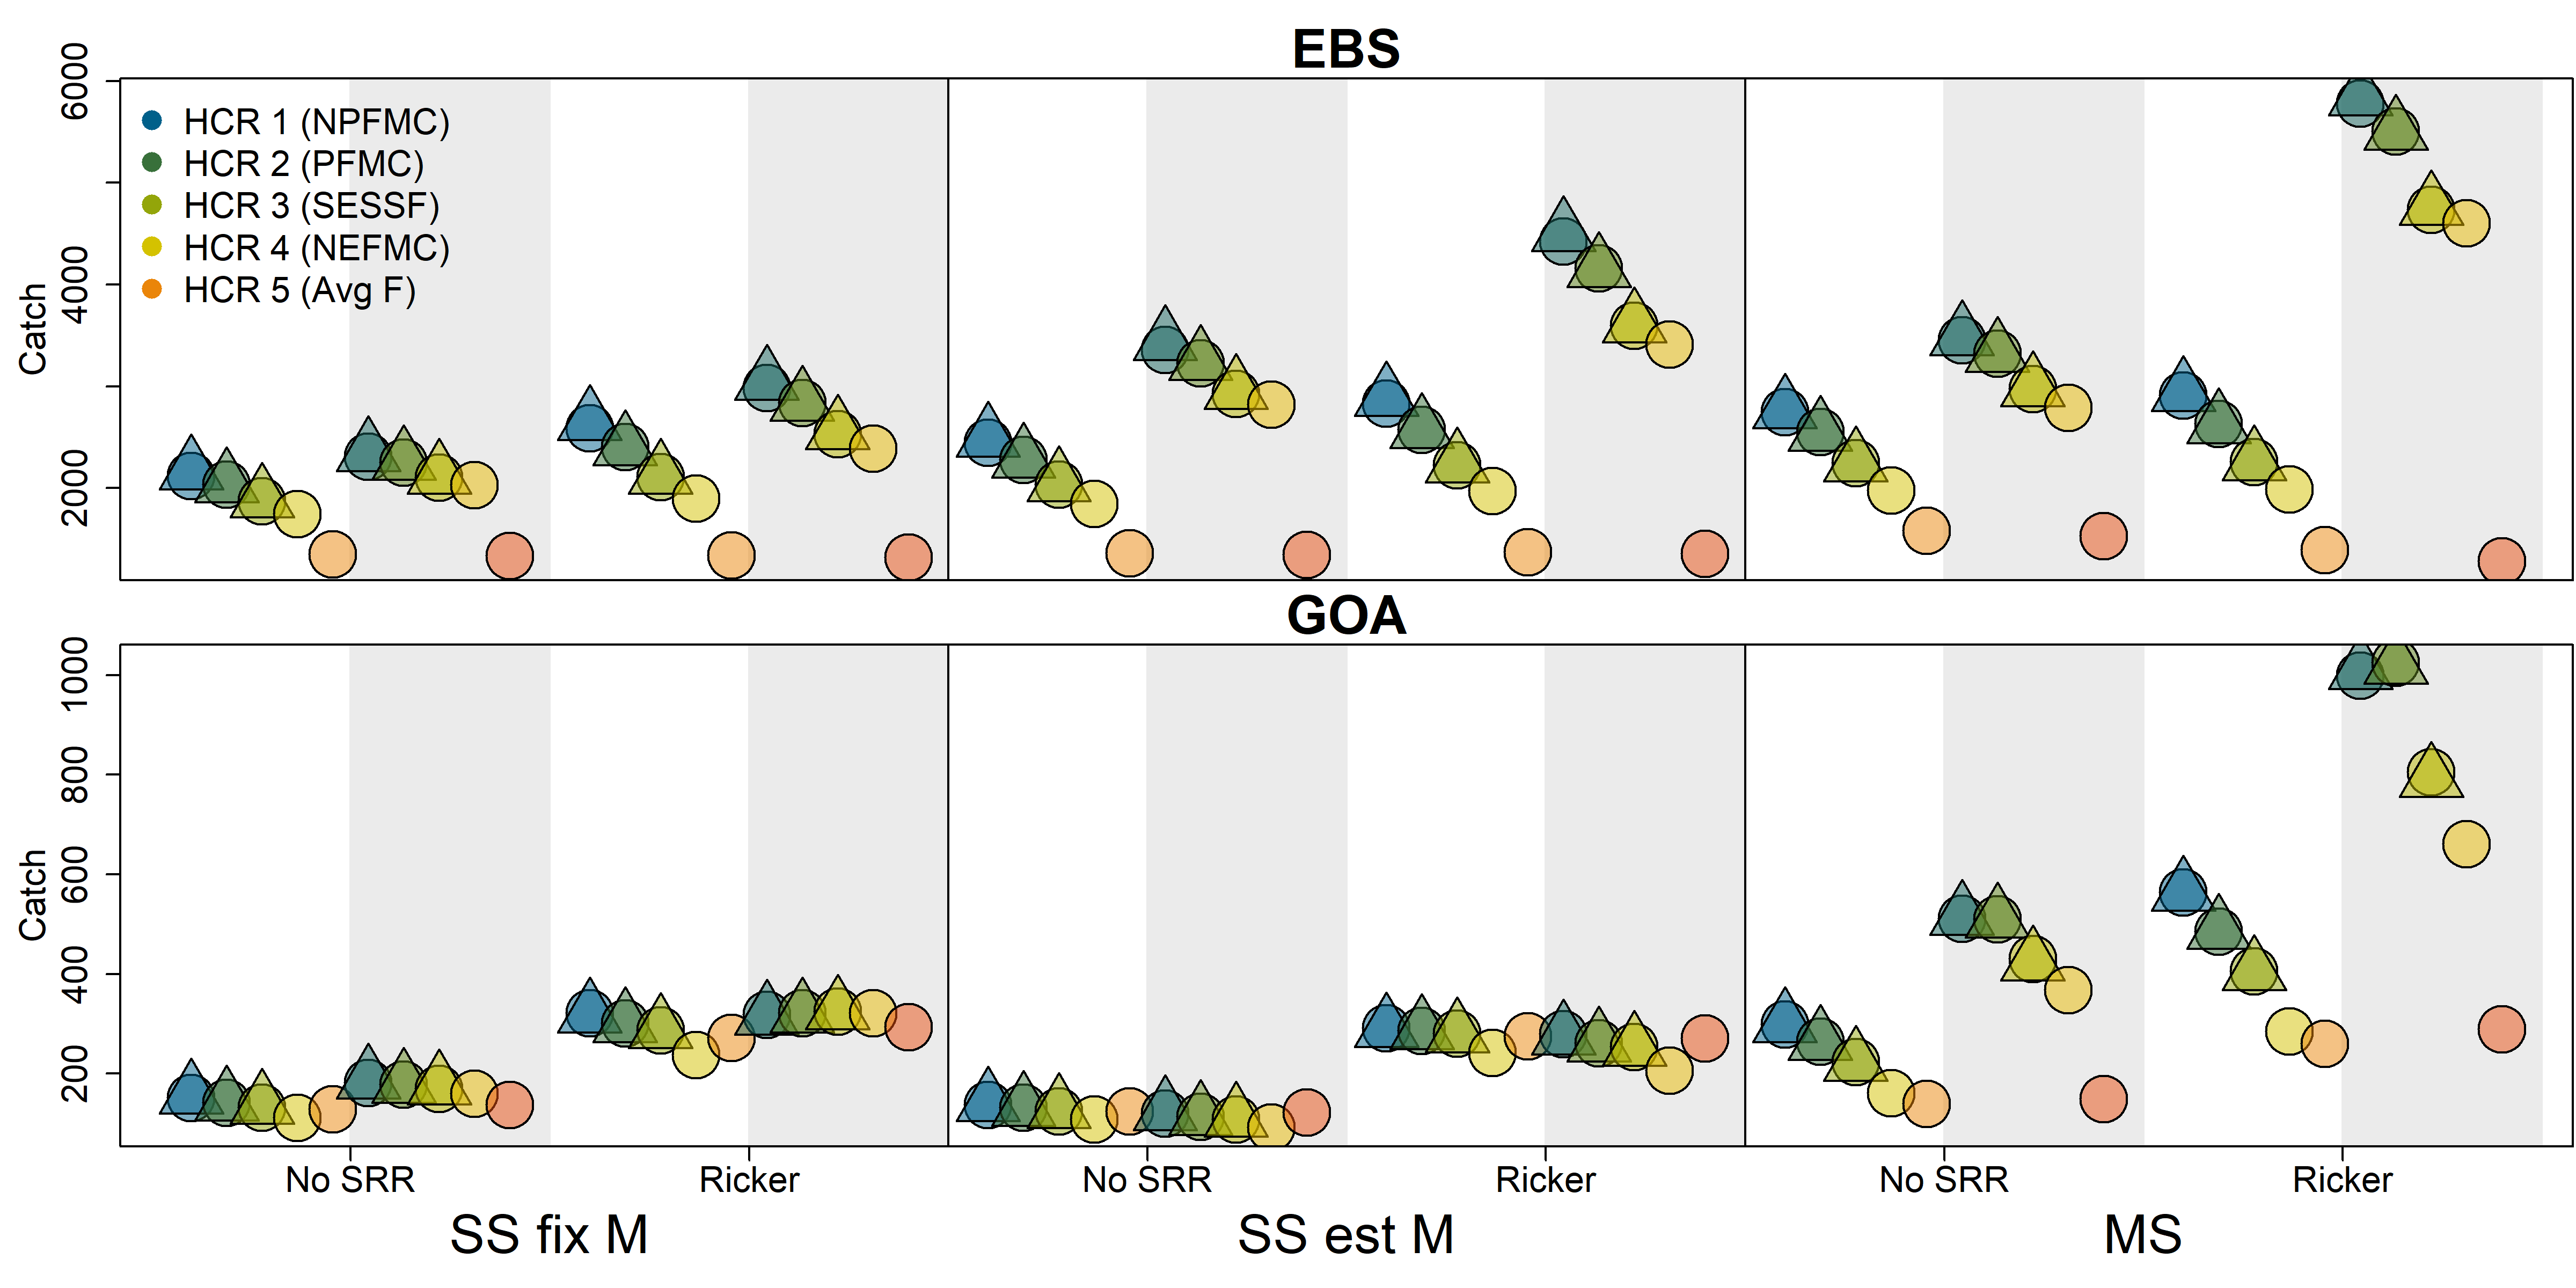 EBS
Catch
6000
4000
2000
HCR 1 (NPFMC)
HCR 2 (PFMC)
HCR 3 (SESSF)
HCR 4 (NEFMC)
HCR 5 (Avg F)
GOA
Catch
1000
800
600
400
200
No SRR Ricker No SRR Ricker No SRR Ricker
SS fix M SS est M MS